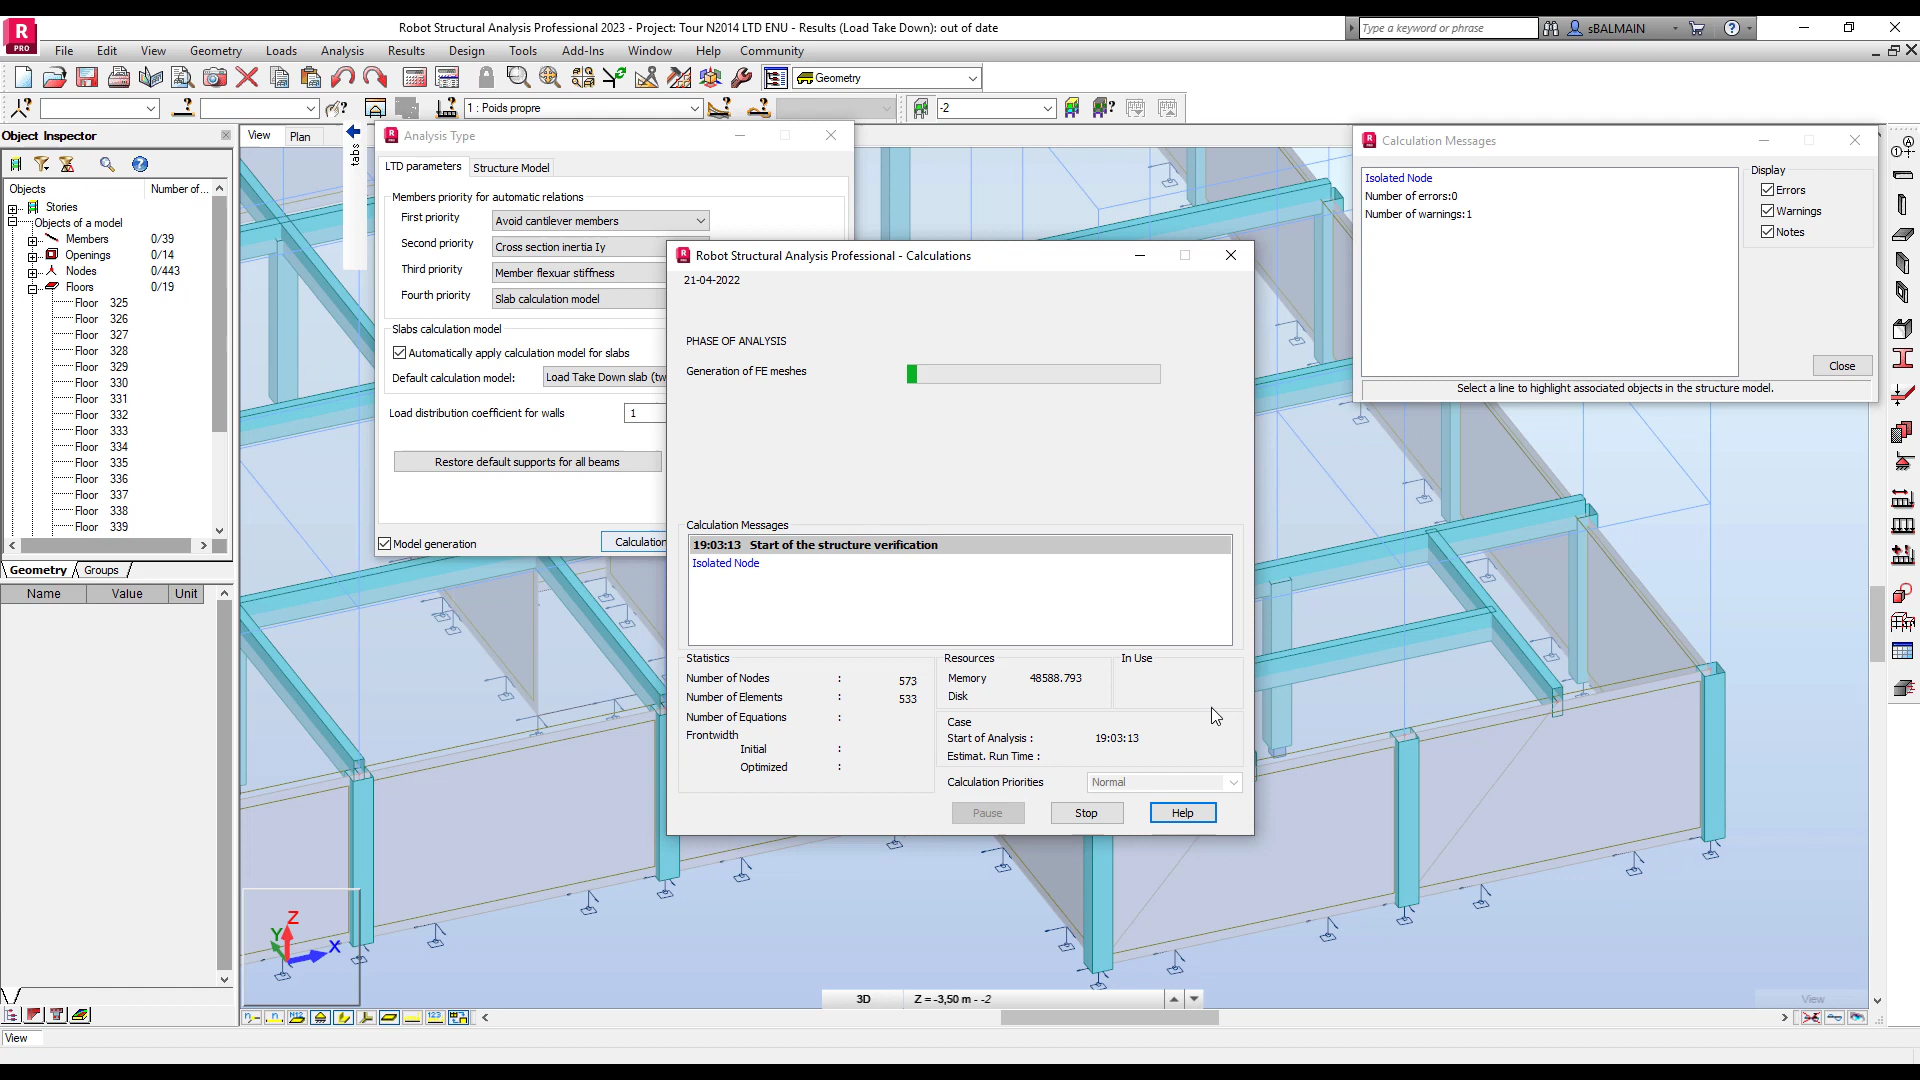 Robot Structural Analysis Professional 2023 - Project: Tour N2014 LTD ENU - Results (Load Take Down): out of date
Type a keyword or phrase
sBALMAIN
R
PRO
File Edit View Geometry Loads Analysis Results Design Tools Add-Ins Window Help Community
Geometry
1 : Poids propre
-2
Object Inspector
View
Plan
tabs
Objects
Number of...
Stories
Objects of a model
Members 0/39
Openings 0/14
Nodes 0/443
Floors 0/19
Floor 325
Floor 326
Floor 327
Floor 328
Floor 329
Floor 330
Floor 331
Floor 332
Floor 333
Floor 334
Floor 335
Floor 336
Floor 337
Floor 338
Floor 339
Geometry
Groups
Name Value Unit
View
Analysis Type
LTD parameters
Structure Model
Members priority for automatic relations
First priority Avoid cantilever members
Second priority Cross section inertia Iy
Third priority Member flexuar stiffness
Fourth priority Slab calculation model
Slabs calculation model
Automatically apply calculation model for slabs
Default calculation model: Load Take Down slab (tw
Load distribution coefficient for walls 1
Restore default supports for all beams
Model generation
Calculation
Robot Structural Analysis Professional - Calculations
21-04-2022
PHASE OF ANALYSIS
Generation of FE meshes
Calculation Messages
19:03:13 Start of the structure verification
Isolated Node
Statistics
Number of Nodes : 573
Number of Elements : 533
Number of Equations :
Frontwidth
Initial :
Optimized :
Resources
In Use
Memory 48588.793
Disk
Case
Start of Analysis : 19:03:13
Estimat. Run Time :
Calculation Priorities Normal
Pause
Stop
Help
Calculation Messages
Isolated Node
Number of errors:0
Number of warnings:1
Display
Errors
Warnings
Notes
Close
Select a line to highlight associated objects in the structure model.
Z
Y
X
3D
Z = -3,50 m - -2
View